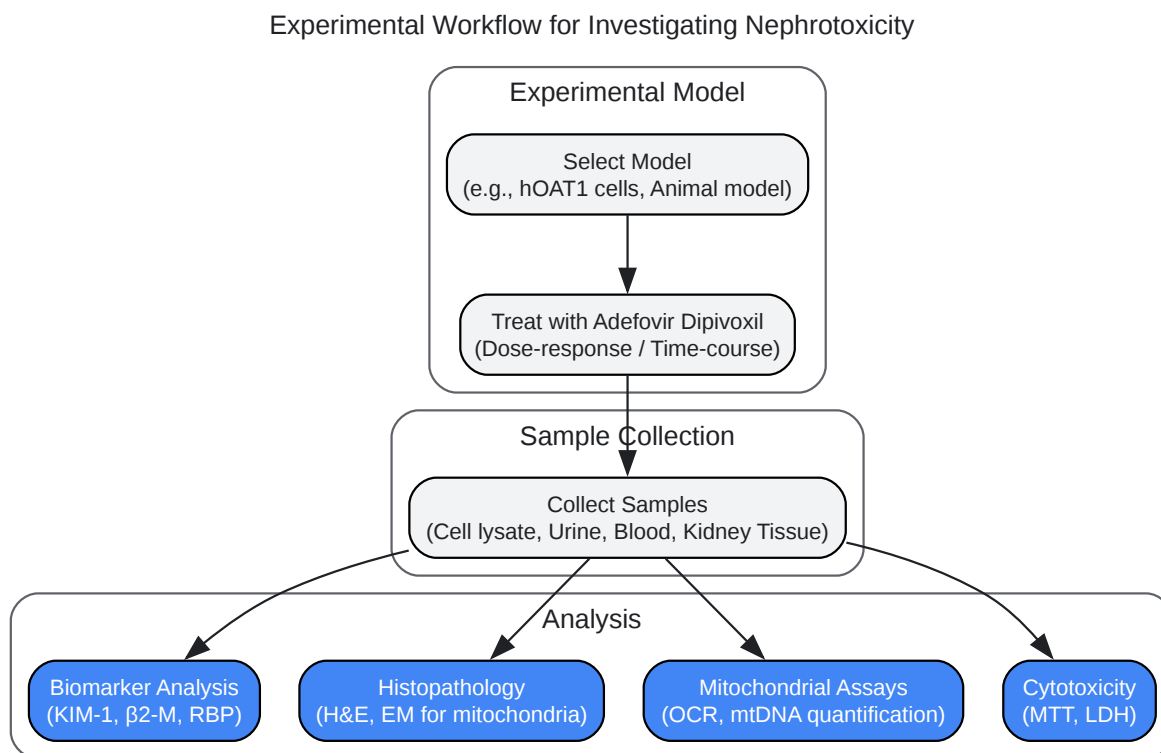 Experimental Workflow for Investigating Nephrotoxicity
Experimental Model
Select Model
(e.g., hOAT1 cells, Animal model)
Treat with Adefovir Dipivoxil
(Dose-response / Time-course)
Sample Collection
Collect Samples
(Cell lysate, Urine, Blood, Kidney Tissue)
Analysis
Biomarker Analysis
(KIM-1, β2-M, RBP)
Histopathology
(H&E, EM for mitochondria)
Mitochondrial Assays
(OCR, mtDNA quantification)
Cytotoxicity
(MTT, LDH)